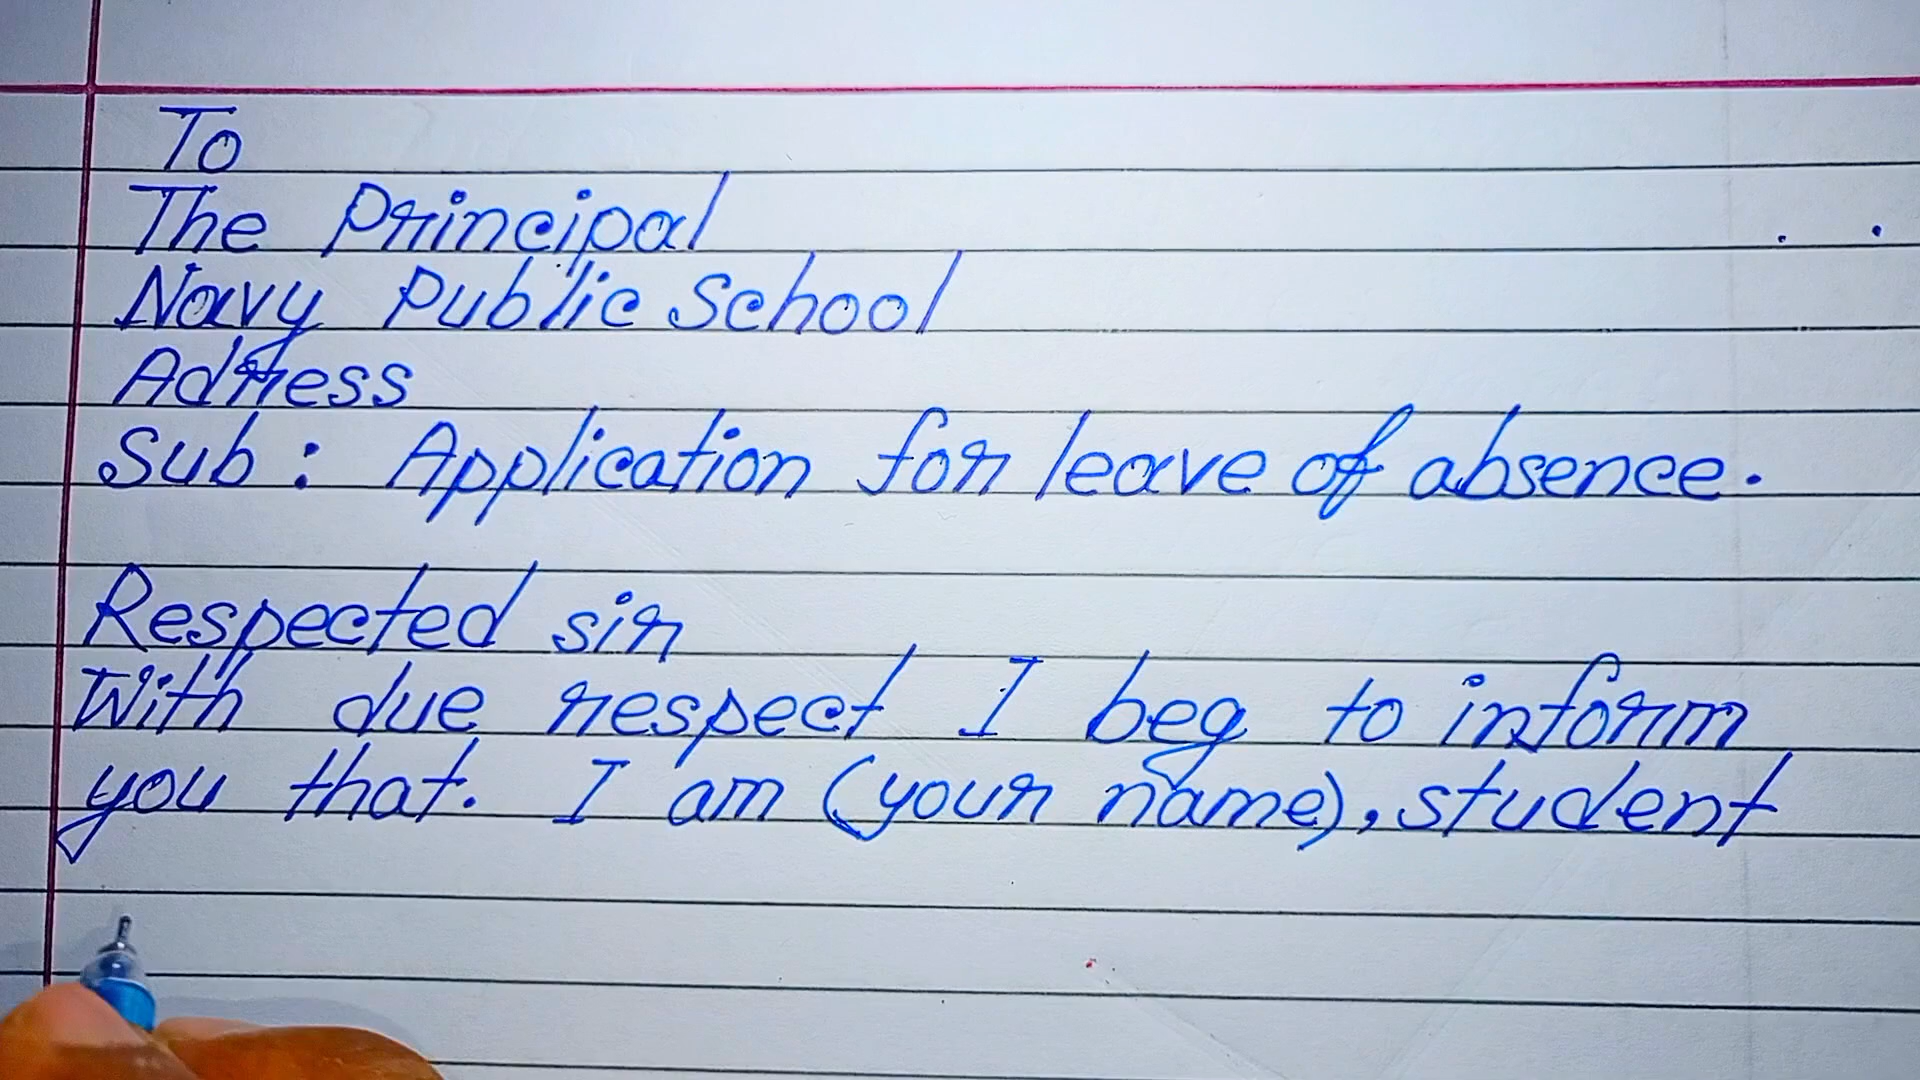 To
The Principal
Navy Public School
Adress
Sub : Application for leave of absence.
Respected sir
With due respect I beg to inform
you that. I am (your name), student